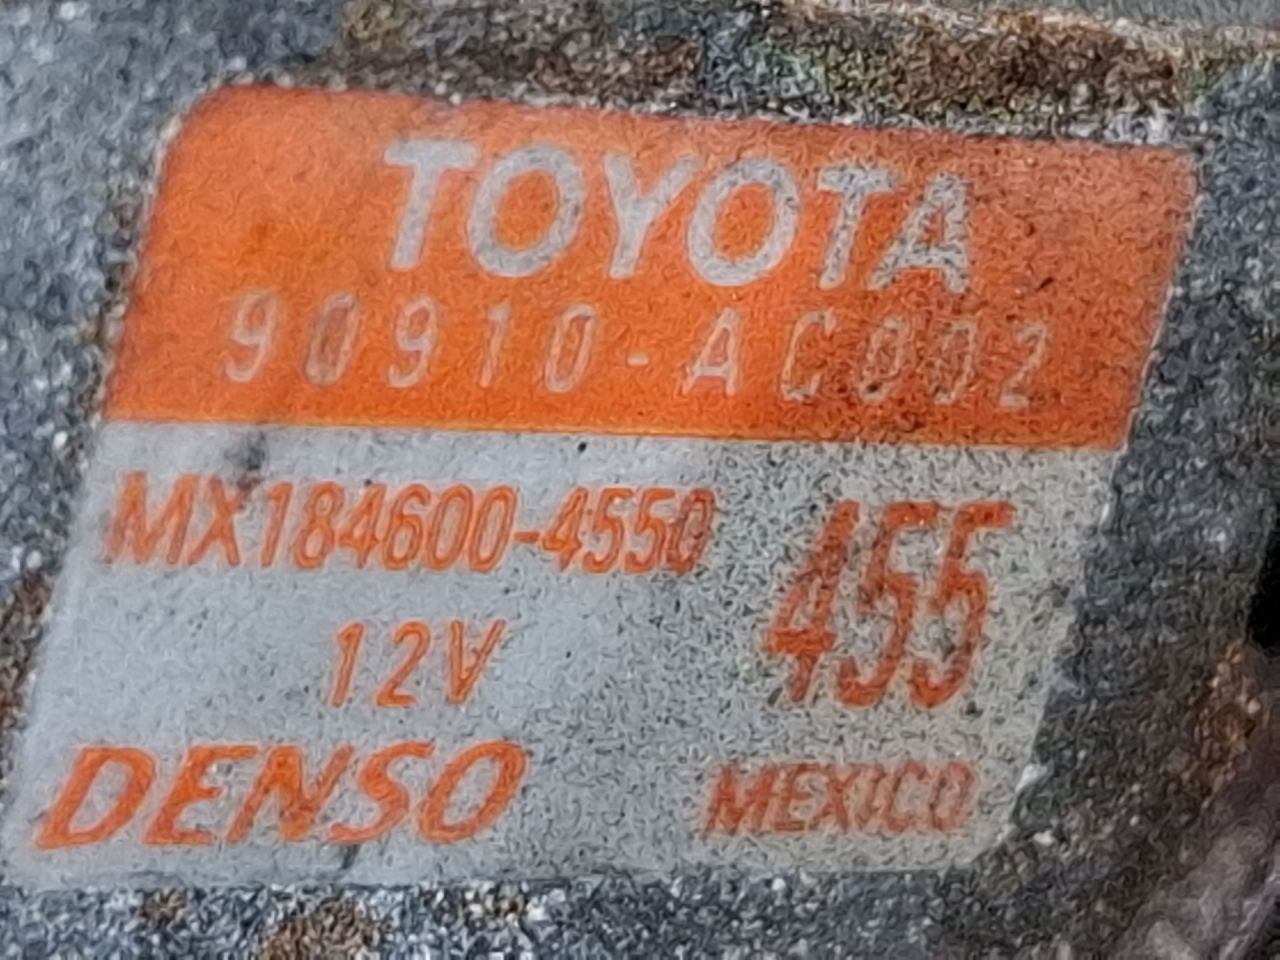 TOYOTA
90910-AC002
MX184600-4550
455
12V
DENSO
MEXICO